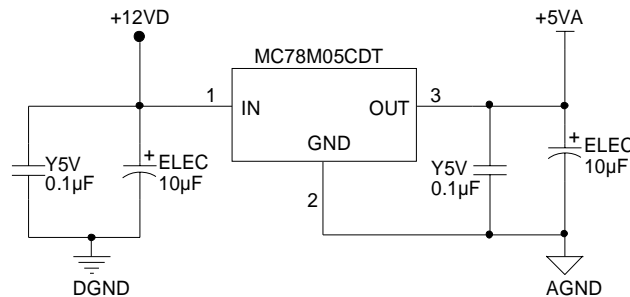 +12VD
+5VA
MC78M05CDT
1
IN
OUT
3
GND
2
Y5V
0.1µF
+
ELEC
10µF
Y5V
0.1µF
+
ELEC
10µF
DGND
AGND